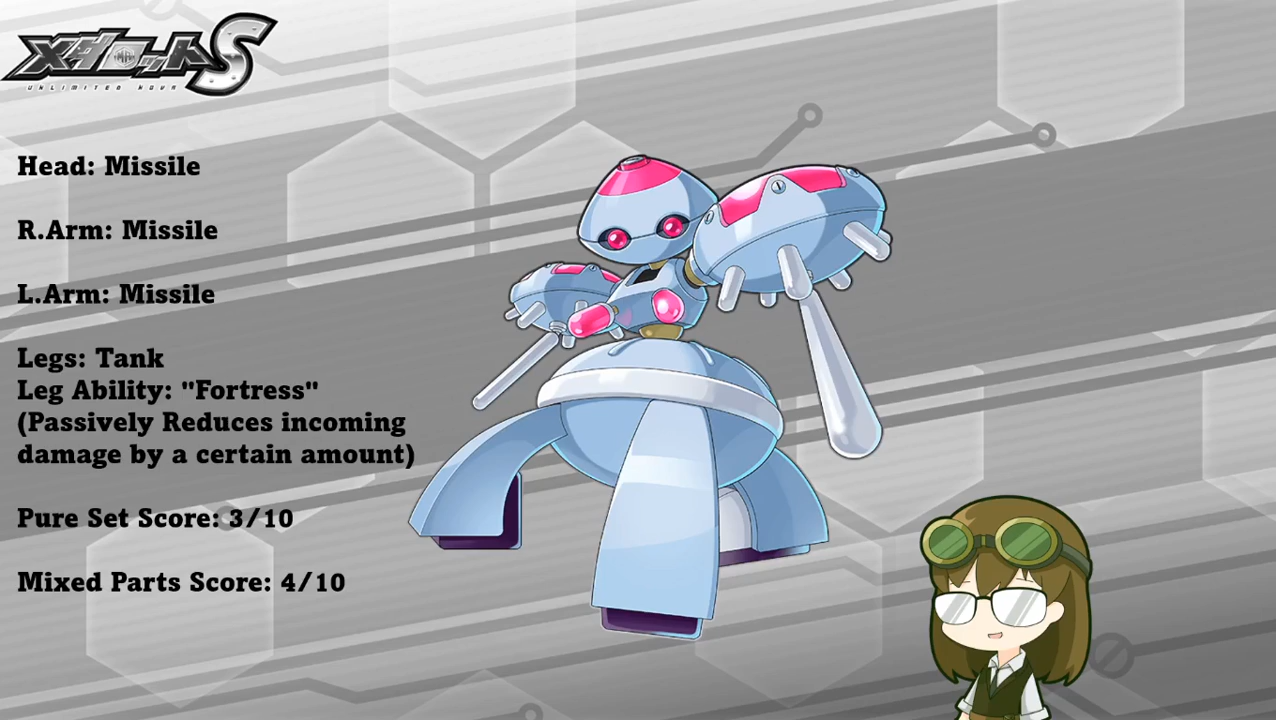 メダロットS
UNLIMITED NOVA
Head: Missile
R.Arm: Missile
L.Arm: Missile
Legs: Tank
Leg Ability: "Fortress"
(Passively Reduces incoming
damage by a certain amount)
Pure Set Score: 3/10
Mixed Parts Score: 4/10